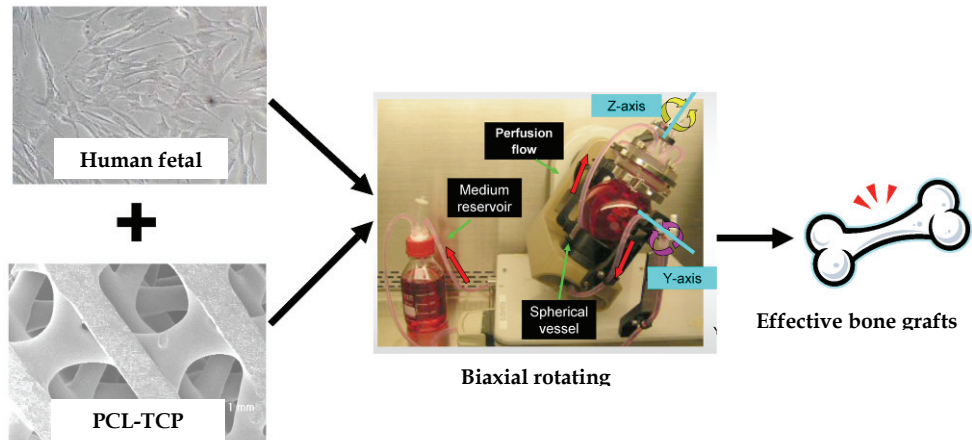 Human fetal
PCL-TCP
1 mm
Z-axis
Perfusion
flow
Medium
reservoir
Y-axis
Spherical
vessel
Biaxial rotating
Effective bone grafts